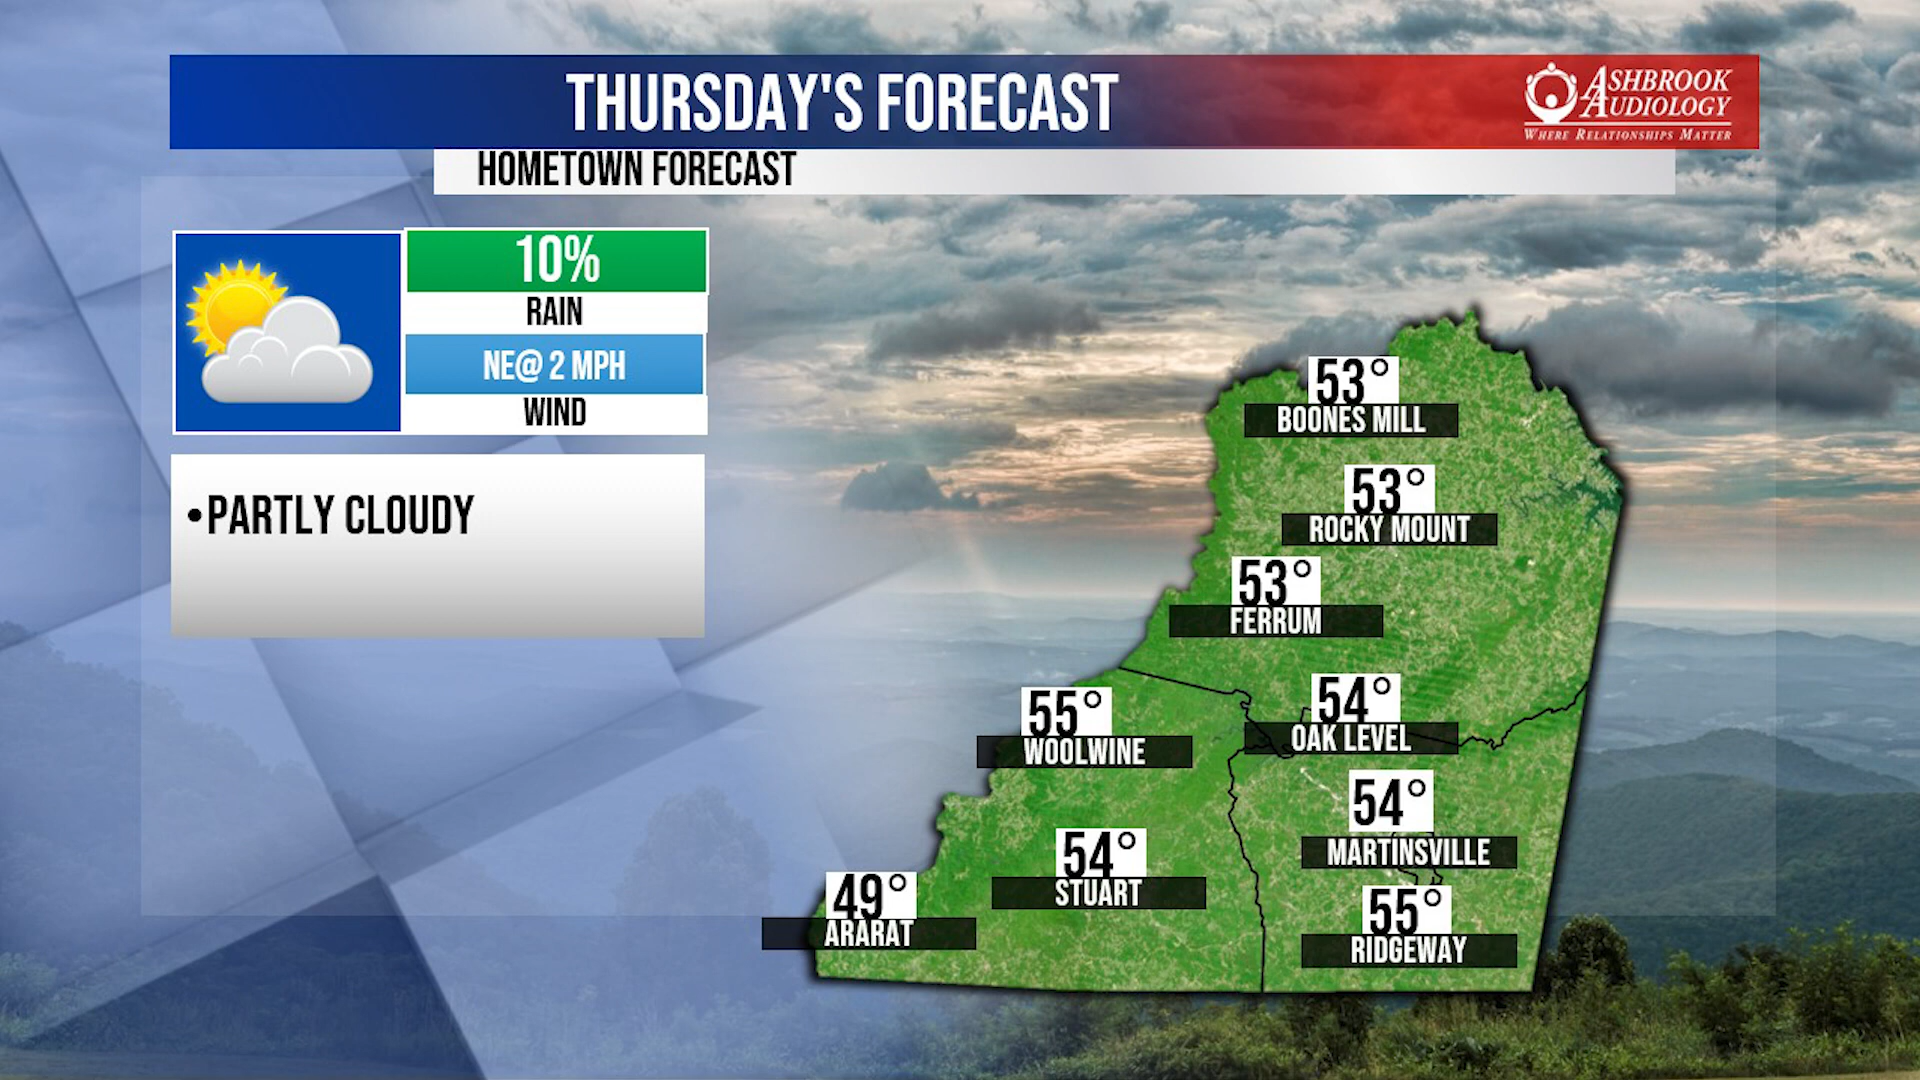 THURSDAY'S FORECAST
ASHBROOK
AUDIOLOGY
WHERE RELATIONSHIPS MATTER
HOMETOWN FORECAST
10%
RAIN
NE@ 2 MPH
WIND
•PARTLY CLOUDY
53°
BOONES MILL
53°
ROCKY MOUNT
53°
FERRUM
54°
OAK LEVEL
55°
WOOLWINE
54°
MARTINSVILLE
54°
STUART
49°
ARARAT
55°
RIDGEWAY